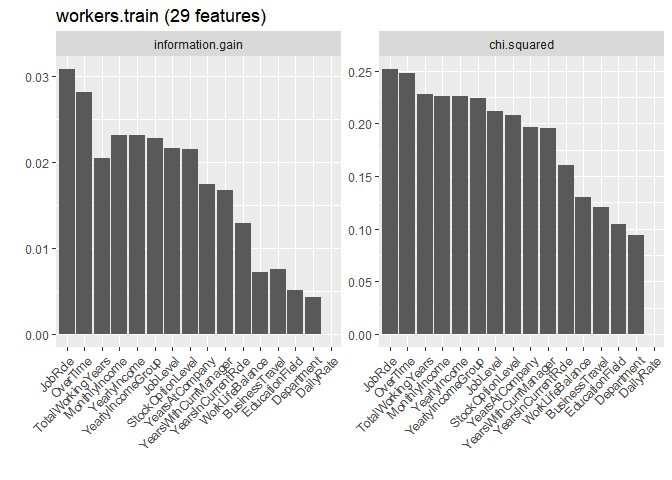 workers.train (29 features)
information.gain
chi.squared
0.03
0.02
0.01
0.00
0.25
0.20
0.15
0.10
0.05
0.00
JobRole
OverTime
TotalWorkingYears
MonthlyIncome
YearlyIncome
YearlyIncomeGroup
JobLevel
StockOptionLevel
YearsAtCompany
YearsWithCurrManager
YearsInCurrentRole
WorkLifeBalance
BusinessTravel
EducationField
Department
DailyRate
JobRole
OverTime
TotalWorkingYears
MonthlyIncome
YearlyIncome
YearlyIncomeGroup
JobLevel
StockOptionLevel
YearsAtCompany
YearsWithCurrManager
YearsInCurrentRole
WorkLifeBalance
BusinessTravel
EducationField
Department
DailyRate